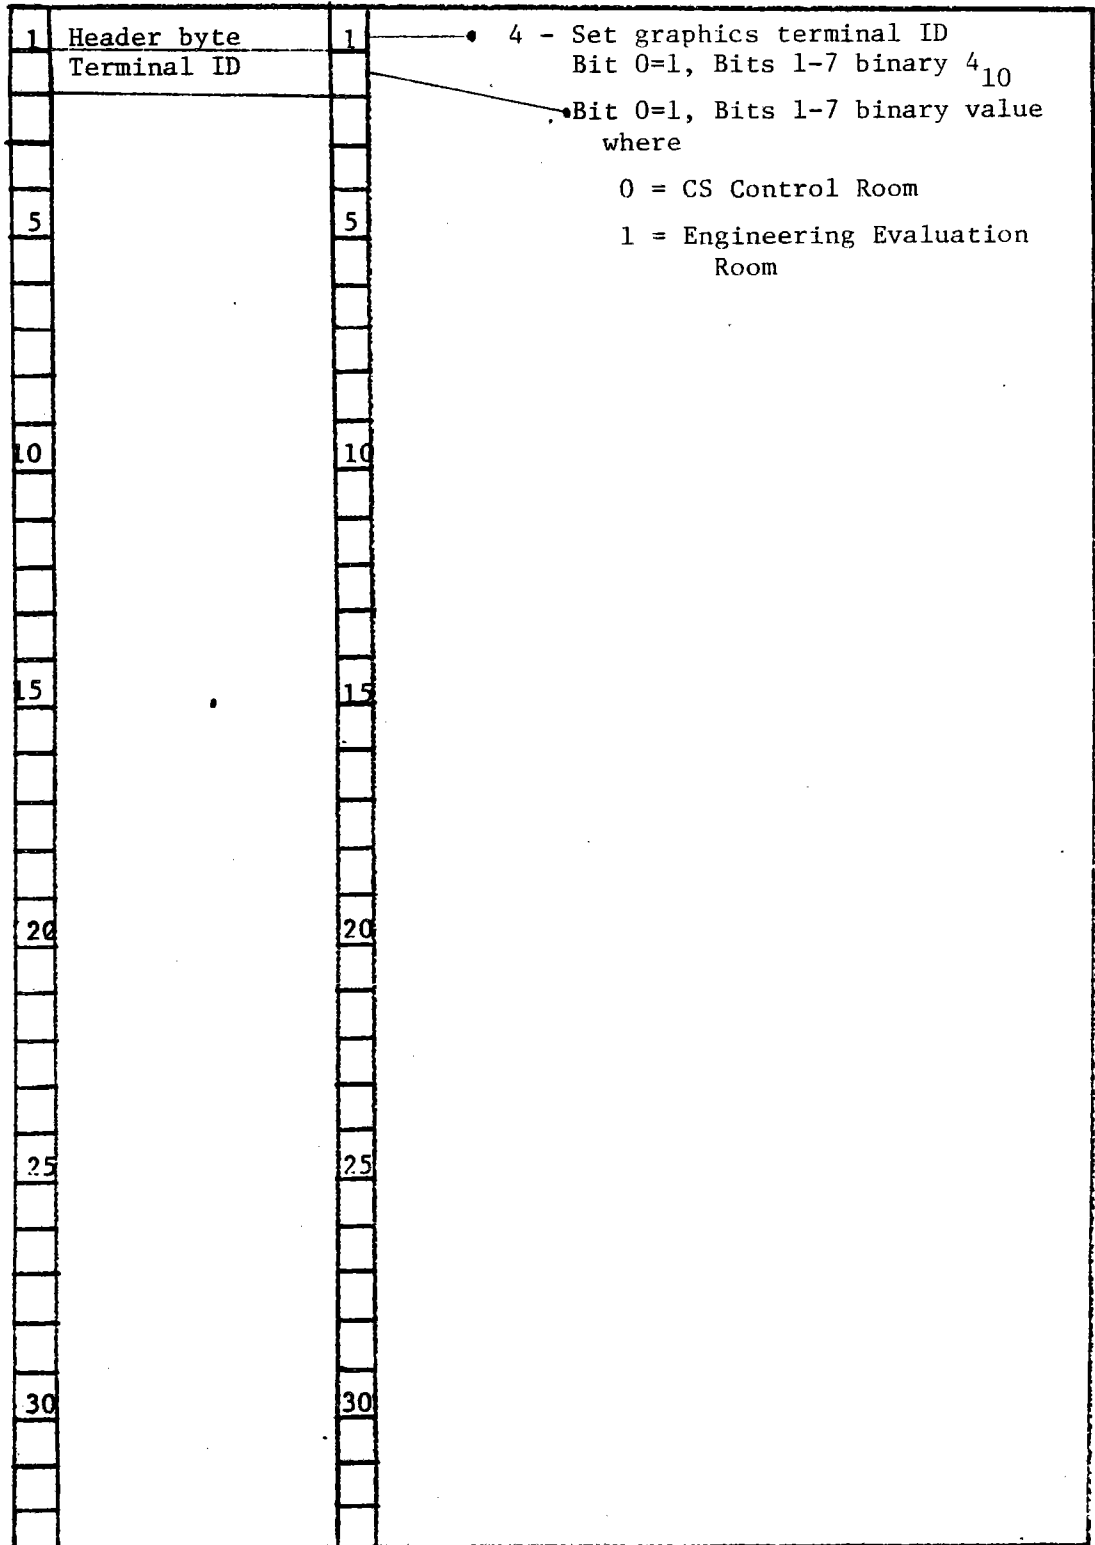 1 Header byte 1 4 - Set graphics terminal ID
Terminal ID Bit 0=1, Bits 1-7 binary 4₁₀
Bit 0=1, Bits 1-7 binary value
where
0 = CS Control Room
5 5
1 = Engineering Evaluation
Room
10 10
15 15
20 20
25 25
30 30